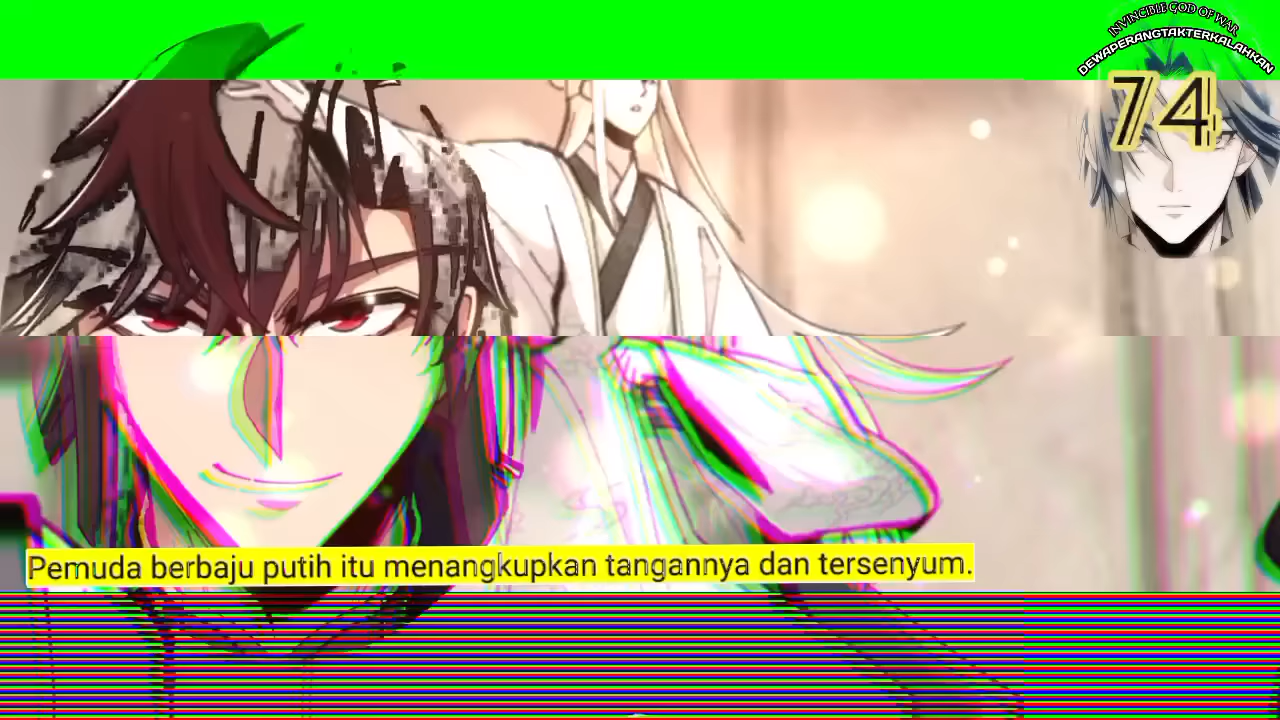 INVINCIBLE GOD OF WAR
DEWAPERANGTAKTERKALAHKAN
74
Pemuda berbaju putih itu menangkupkan tangannya dan tersenyum.